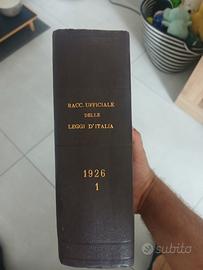 RACC. UFFICIALE
DELLE
LEGGI D'ITALIA
1926
1
subito